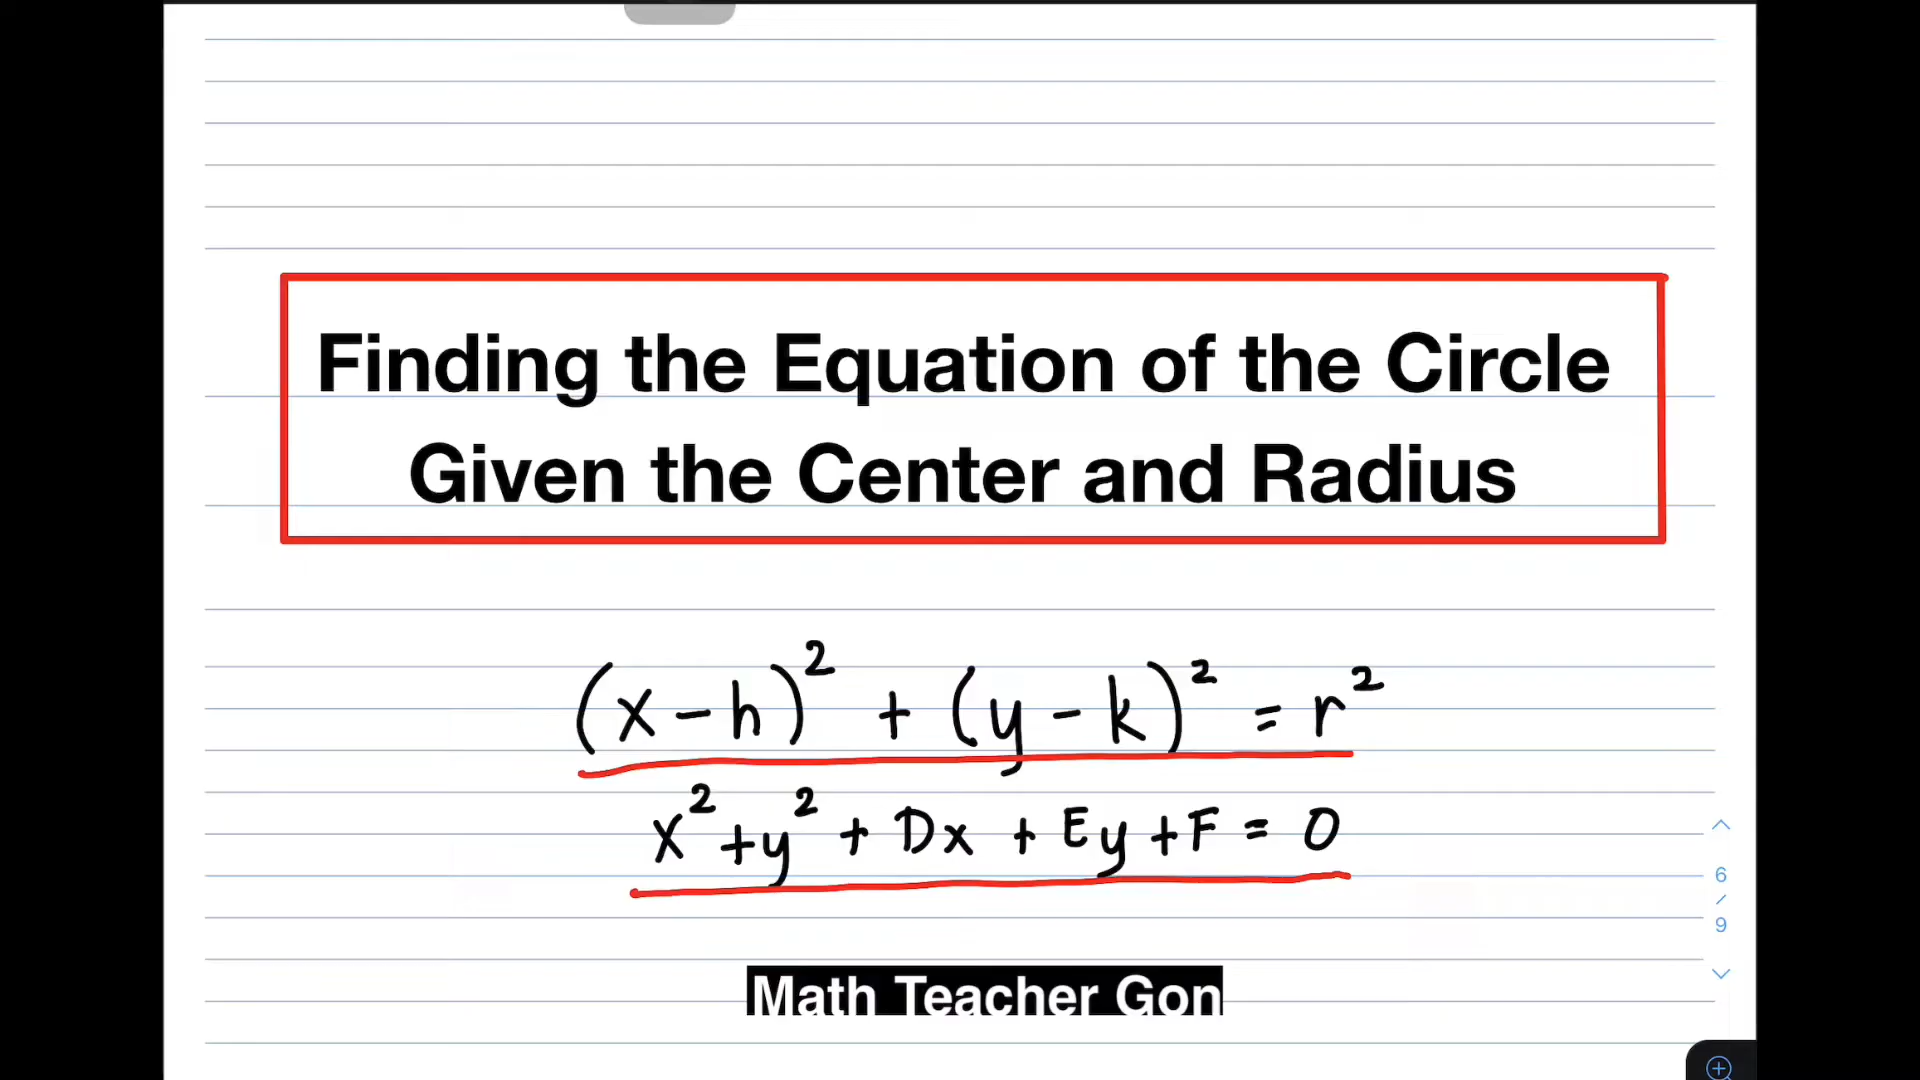 Finding the Equation of the Circle
Given the Center and Radius
(x-h)² + (y-k)² = r²
x²+y² + Dx + Ey +F = 0
6
/
9
Math Teacher Gon